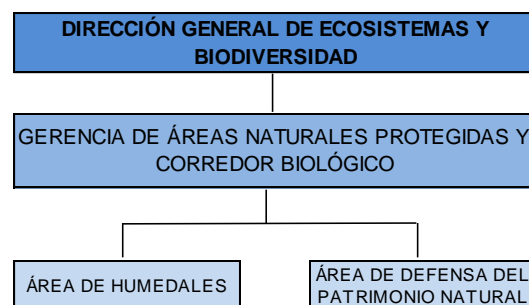 DIRECCIÓN GENERAL DE ECOSISTEMAS Y
BIODIVERSIDAD
GERENCIA DE ÁREAS NATURALES PROTEGIDAS Y
CORREDOR BIOLÓGICO
ÁREA DE HUMEDALES
ÁREA DE DEFENSA DEL
PATRIMONIO NATURAL